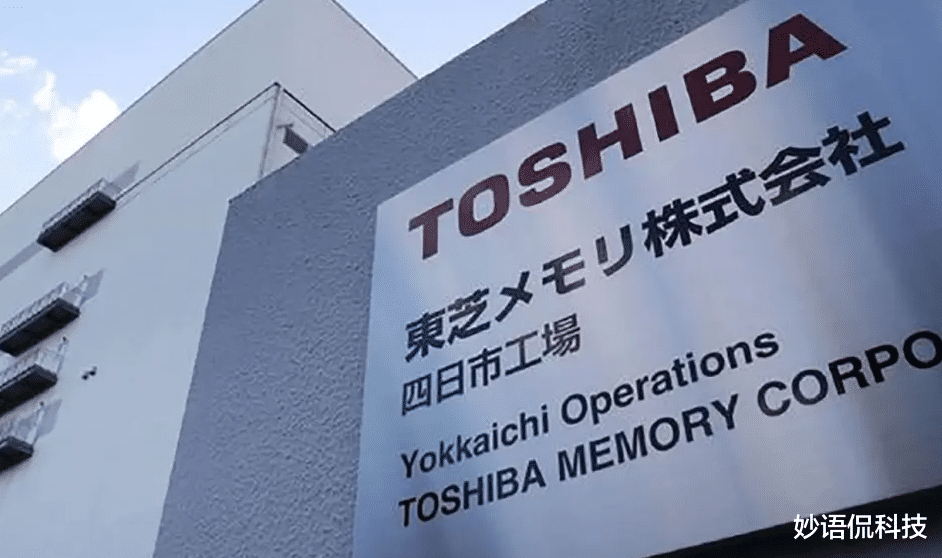 TOSHIBA
東芝メモリ株式会社
四日市工場
Yokkaichi Operations
TOSHIBA MEMORY CORPO
妙语侃科技